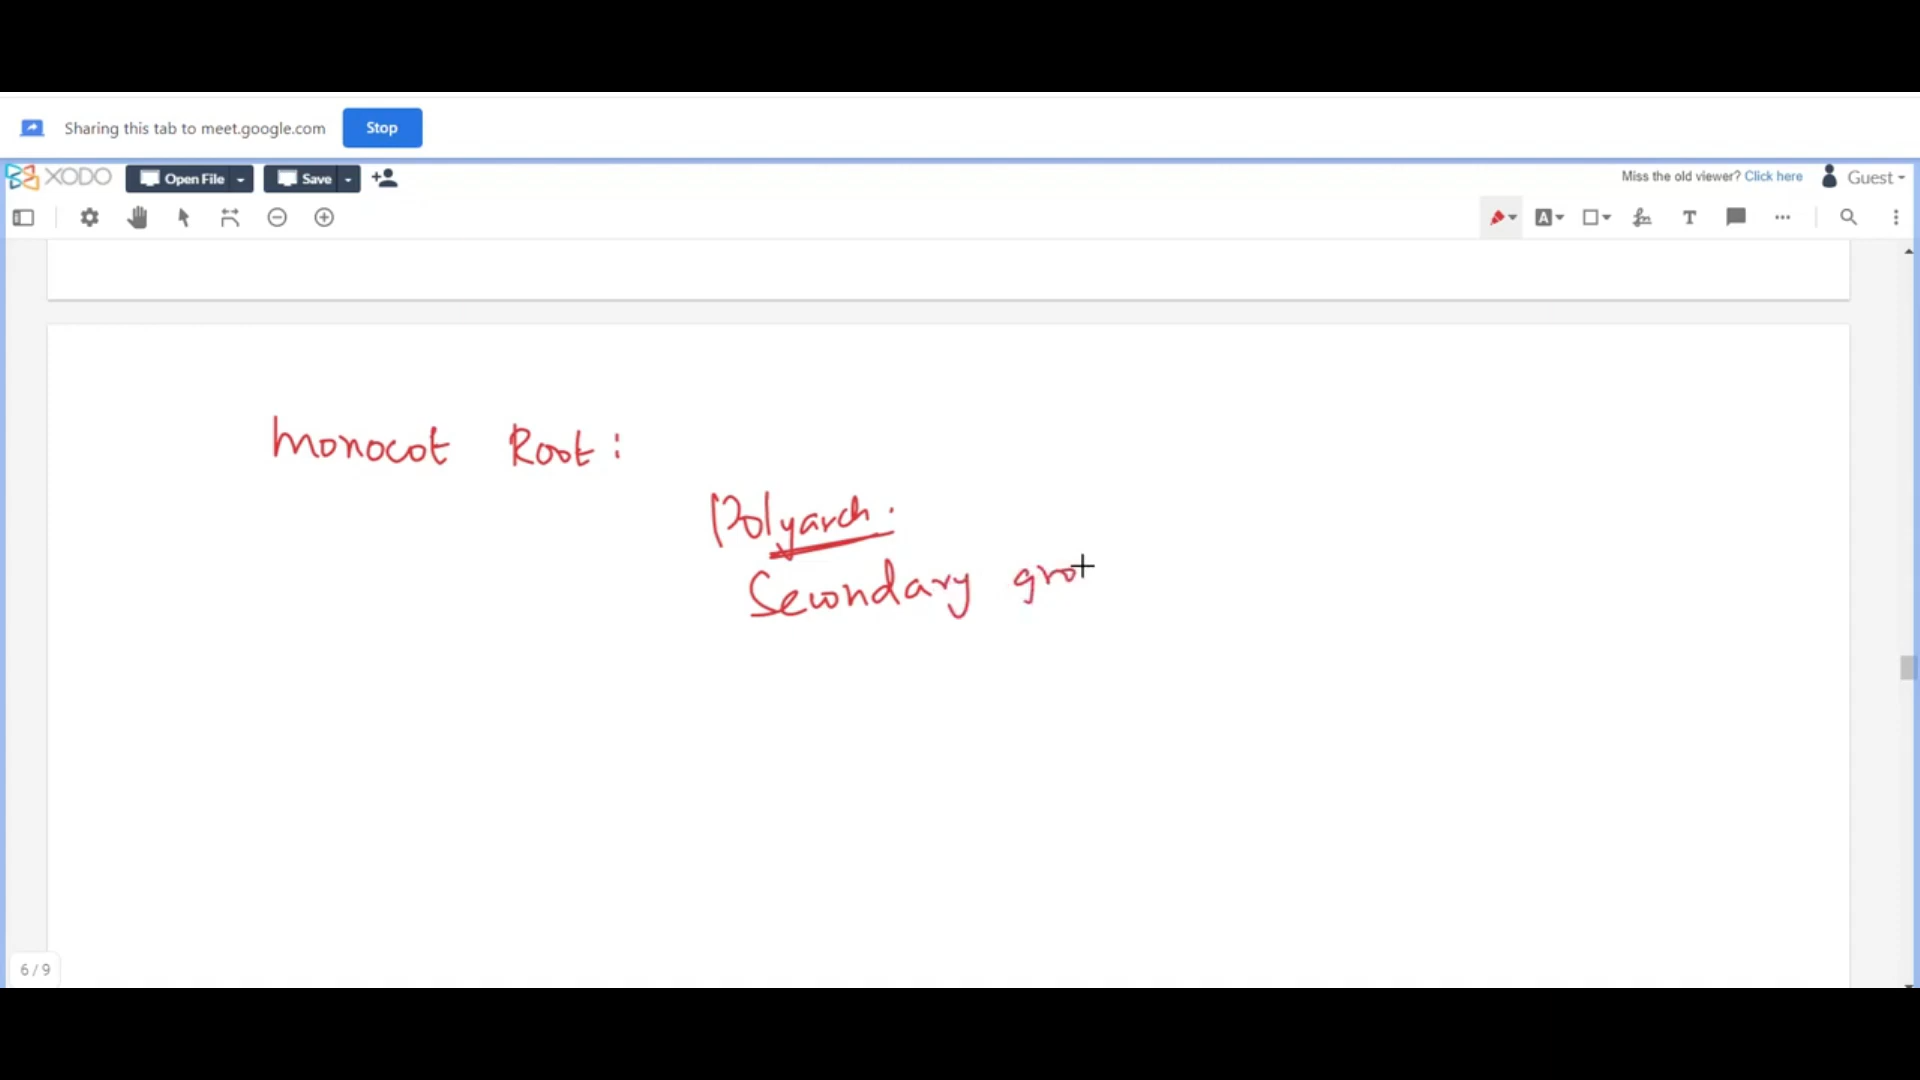 Sharing this tab to meet.google.com Stop
XODO Open File Save Miss the old viewer? Click here Guest
A T
Monocot Root :
Polyarch.
Secondary gro
6 / 9